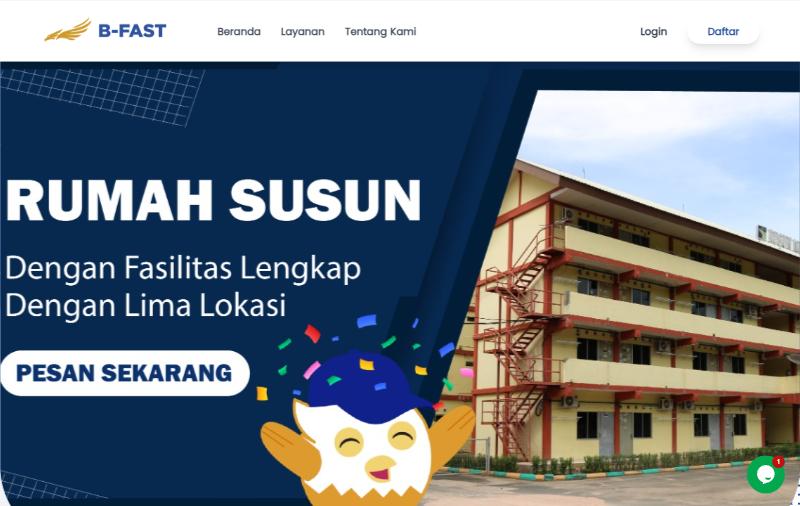 B-FAST
Beranda Layanan Tentang Kami
Login Daftar
RUMAH SUSUN
Dengan Fasilitas Lengkap
Dengan Lima Lokasi
PESAN SEKARANG
1